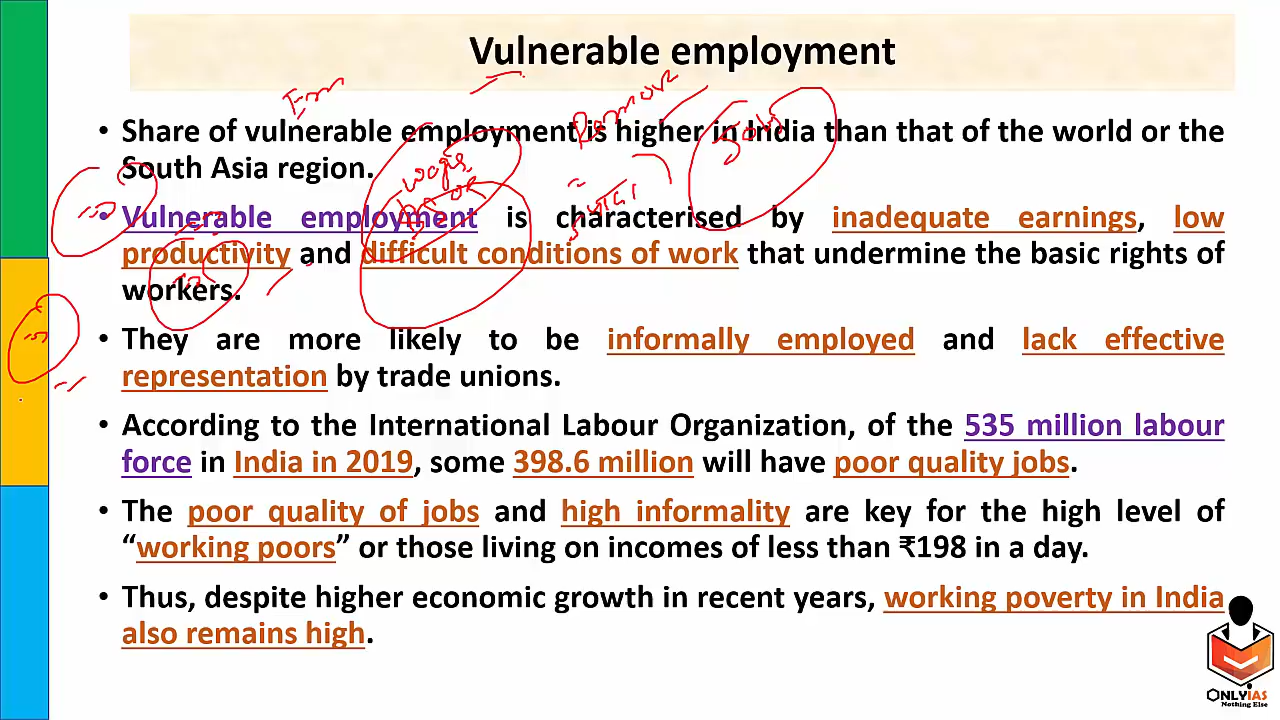 Vulnerable employment
• Share of vulnerable employment is higher in India than that of the world or the
South Asia region.
• Vulnerable employment is characterised by inadequate earnings, low
productivity and difficult conditions of work that undermine the basic rights of
workers.
• They are more likely to be informally employed and lack effective
representation by trade unions.
• According to the International Labour Organization, of the 535 million labour
force in India in 2019, some 398.6 million will have poor quality jobs.
• The poor quality of jobs and high informality are key for the high level of
“working poors” or those living on incomes of less than ₹198 in a day.
• Thus, despite higher economic growth in recent years, working poverty in India
also remains high.
Remove
Jobs
ONLYIAS
Nothing Else